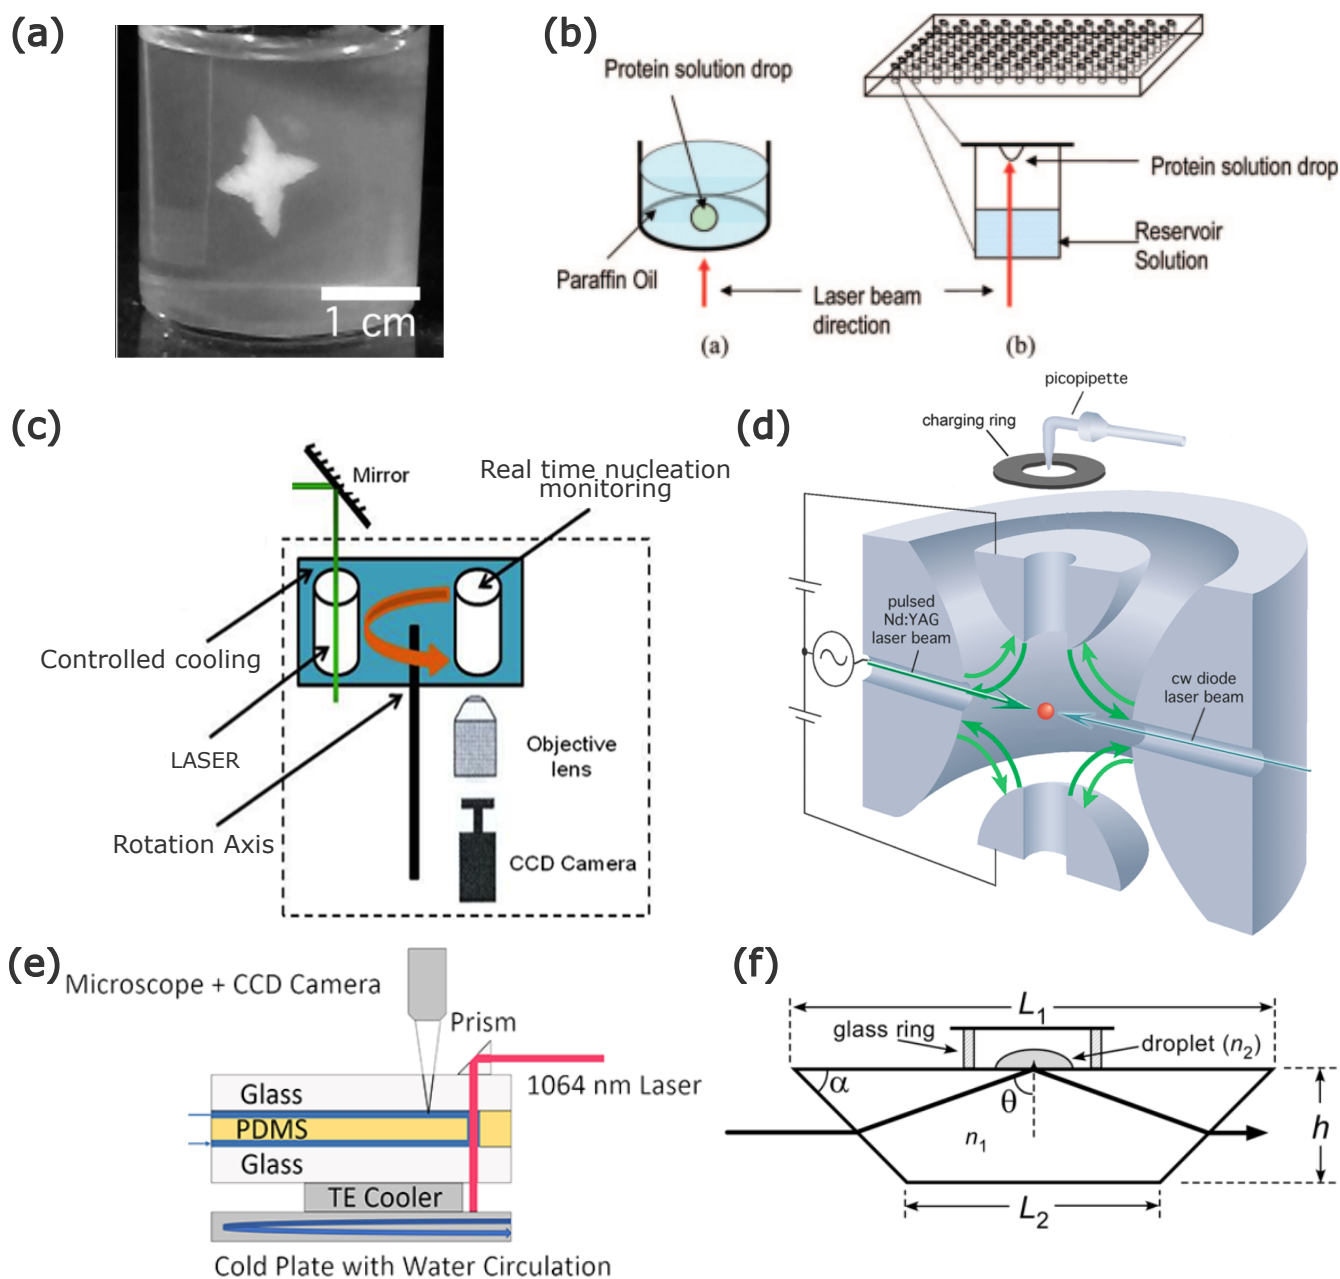 (a)
1 cm
(b)
Protein solution drop
Paraffin Oil
Laser beam
direction
Protein solution drop
Reservoir
Solution
(a)
(b)
(c)
Mirror
Real time nucleation
monitoring
Controlled cooling
LASER
Rotation Axis
Objective
lens
CCD Camera
(d)
picopipette
charging ring
pulsed
Nd:YAG
laser beam
cw diode
laser beam
(e)
Microscope + CCD Camera
Prism
1064 nm Laser
Glass
PDMS
Glass
TE Cooler
Cold Plate with Water Circulation
(f)
L1
glass ring
droplet (n2)
α
θ
n1
h
L2